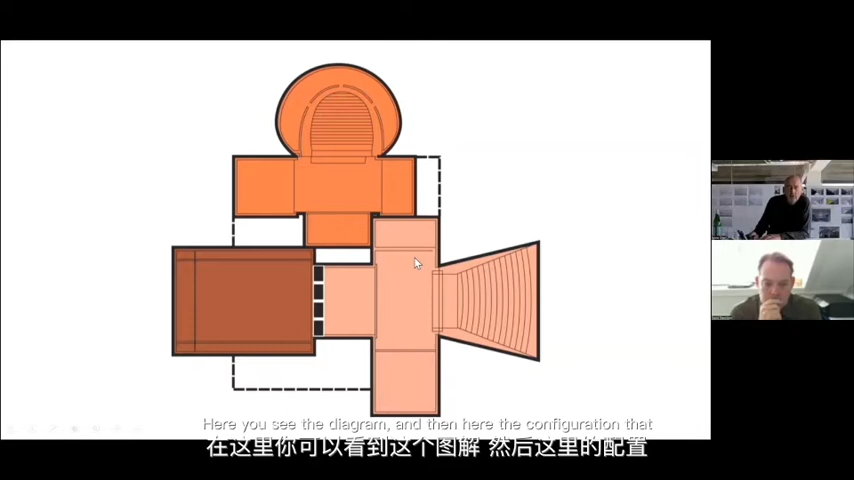 Here you see the diagram, and then here the configuration that
在这里你可以看到这个图解 然后这里的配置